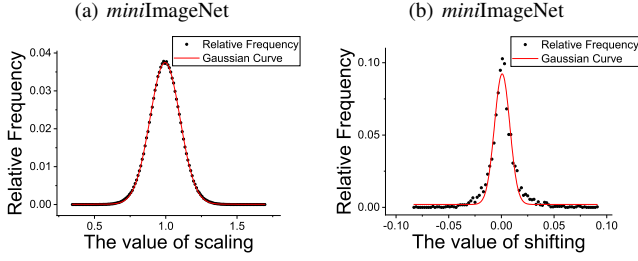 (a) miniImageNet
Relative Frequency
0.04
0.03
0.02
0.01
0.00
0.5
1.0
1.5
The value of scaling
Relative Frequency
Gaussian Curve
(b) miniImageNet
Relative Frequency
0.10
0.05
0.00
-0.10
-0.05
0.00
0.05
0.10
The value of shifting
Relative Frequency
Gaussian Curve